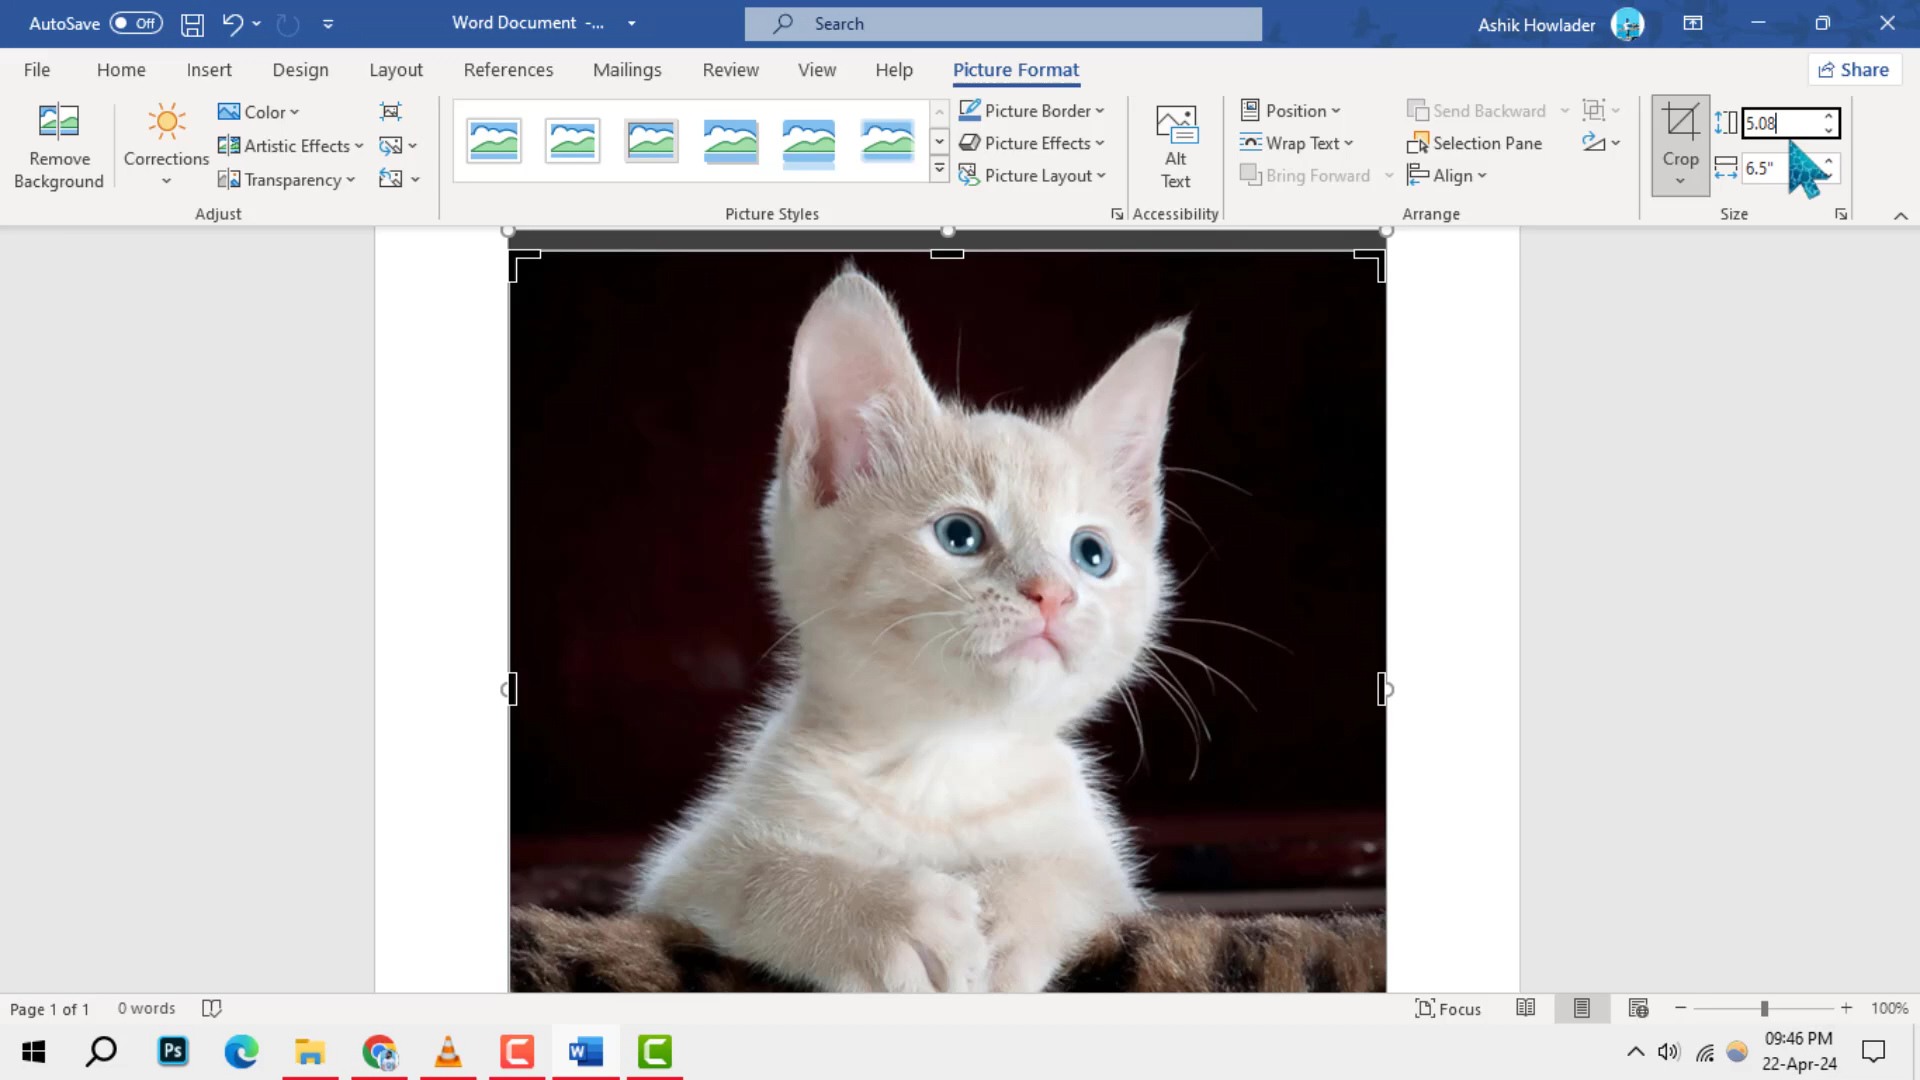 AutoSave Off Word Document -... Search Ashik Howlader
File Home Insert Design Layout References Mailings Review View Help Picture Format Share
Remove Background
Corrections
Color
Artistic Effects
Transparency
Adjust
Picture Styles
Picture Border
Picture Effects
Picture Layout
Alt Text
Accessibility
Position
Wrap Text
Bring Forward
Send Backward
Selection Pane
Align
Arrange
Crop
5.08
6.5"
Size
Page 1 of 1 0 words Focus 100%
Ps
09:46 PM
22-Apr-24